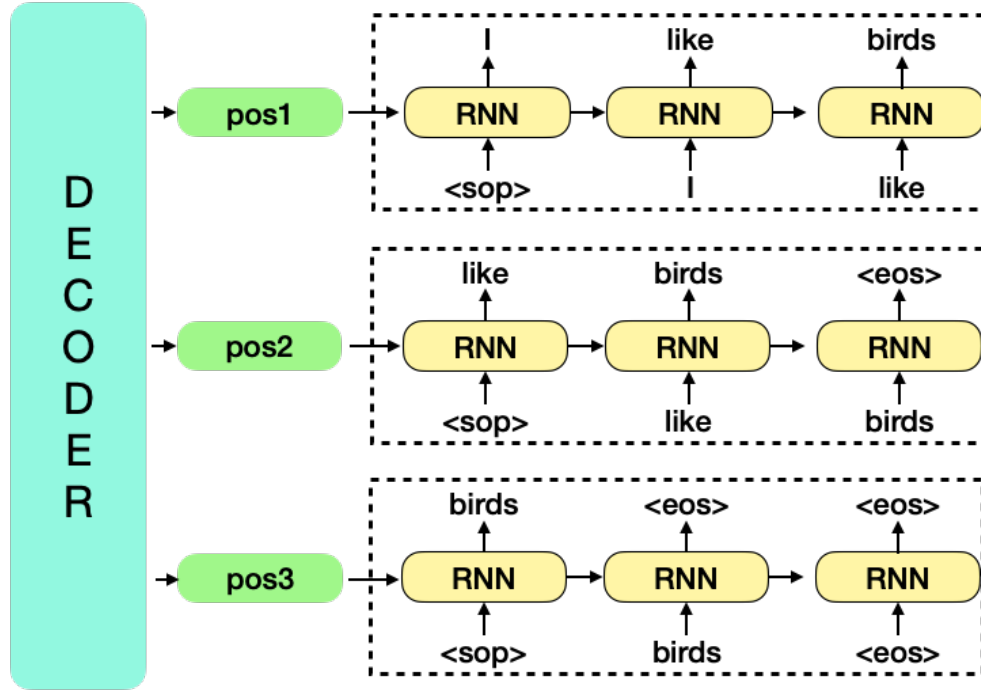 DECODER
I like birds
pos1 RNN RNN RNN
<sop> I like
like birds <eos>
pos2 RNN RNN RNN
<sop> like birds
birds <eos> <eos>
pos3 RNN RNN RNN
<sop> birds <eos>